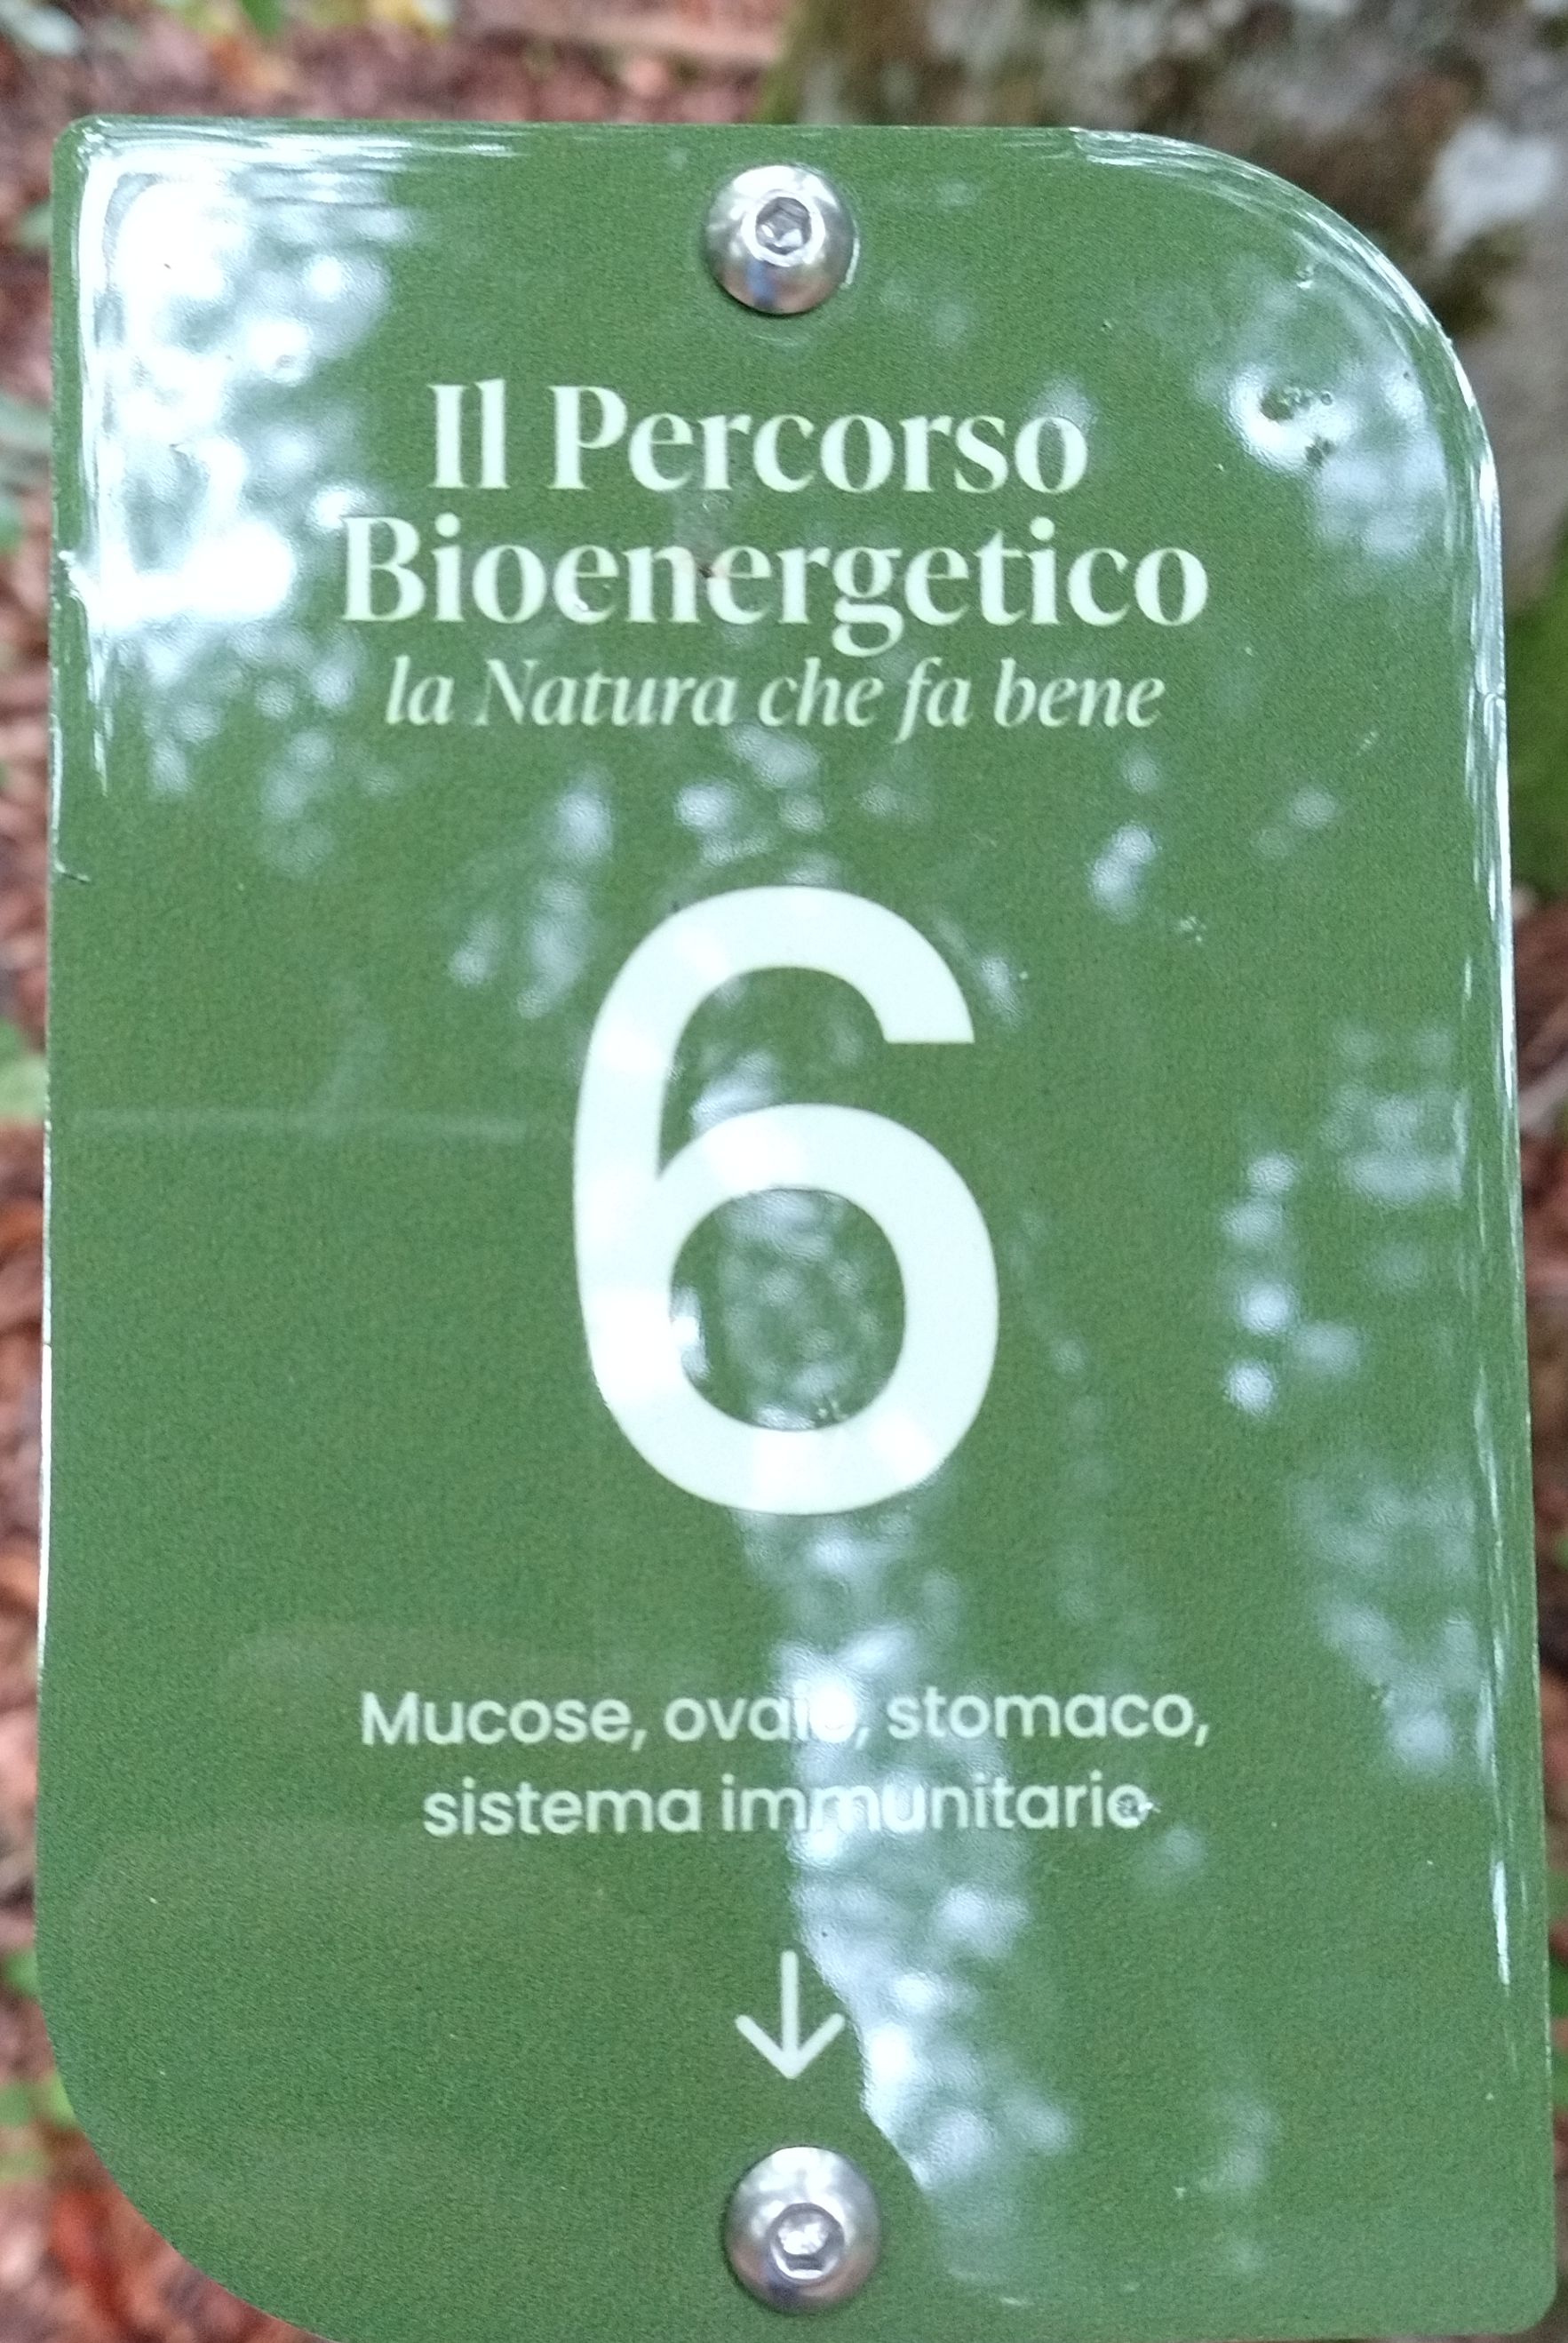 Il Percorso
Bioenergetico
la Natura che fa bene
6
Mucose, ovaie, stomaco,
sistema immunitario